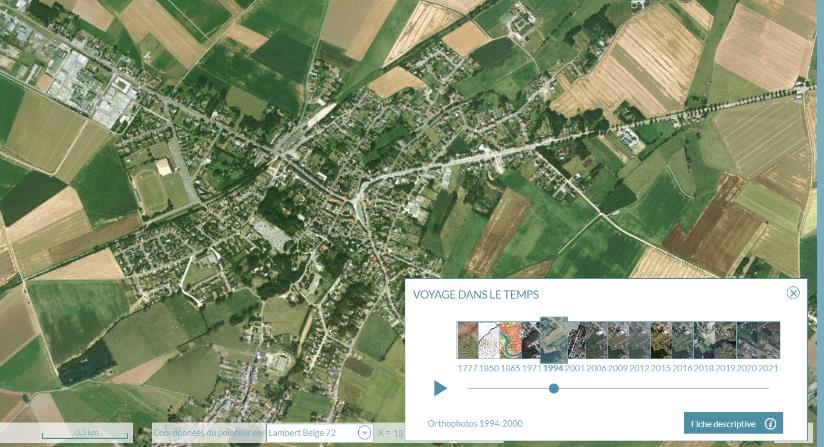 VOYAGE DANS LE TEMPS
1777 1850 1865 1971 1994 2001 2006 2009 2012 2015 2016 2018 2019 2020 2021
Orthophotos 1994-2000
Fiche descriptive i
0.3 km
Coordonnées du pointeur en
Lambert Belge 72
X = 18